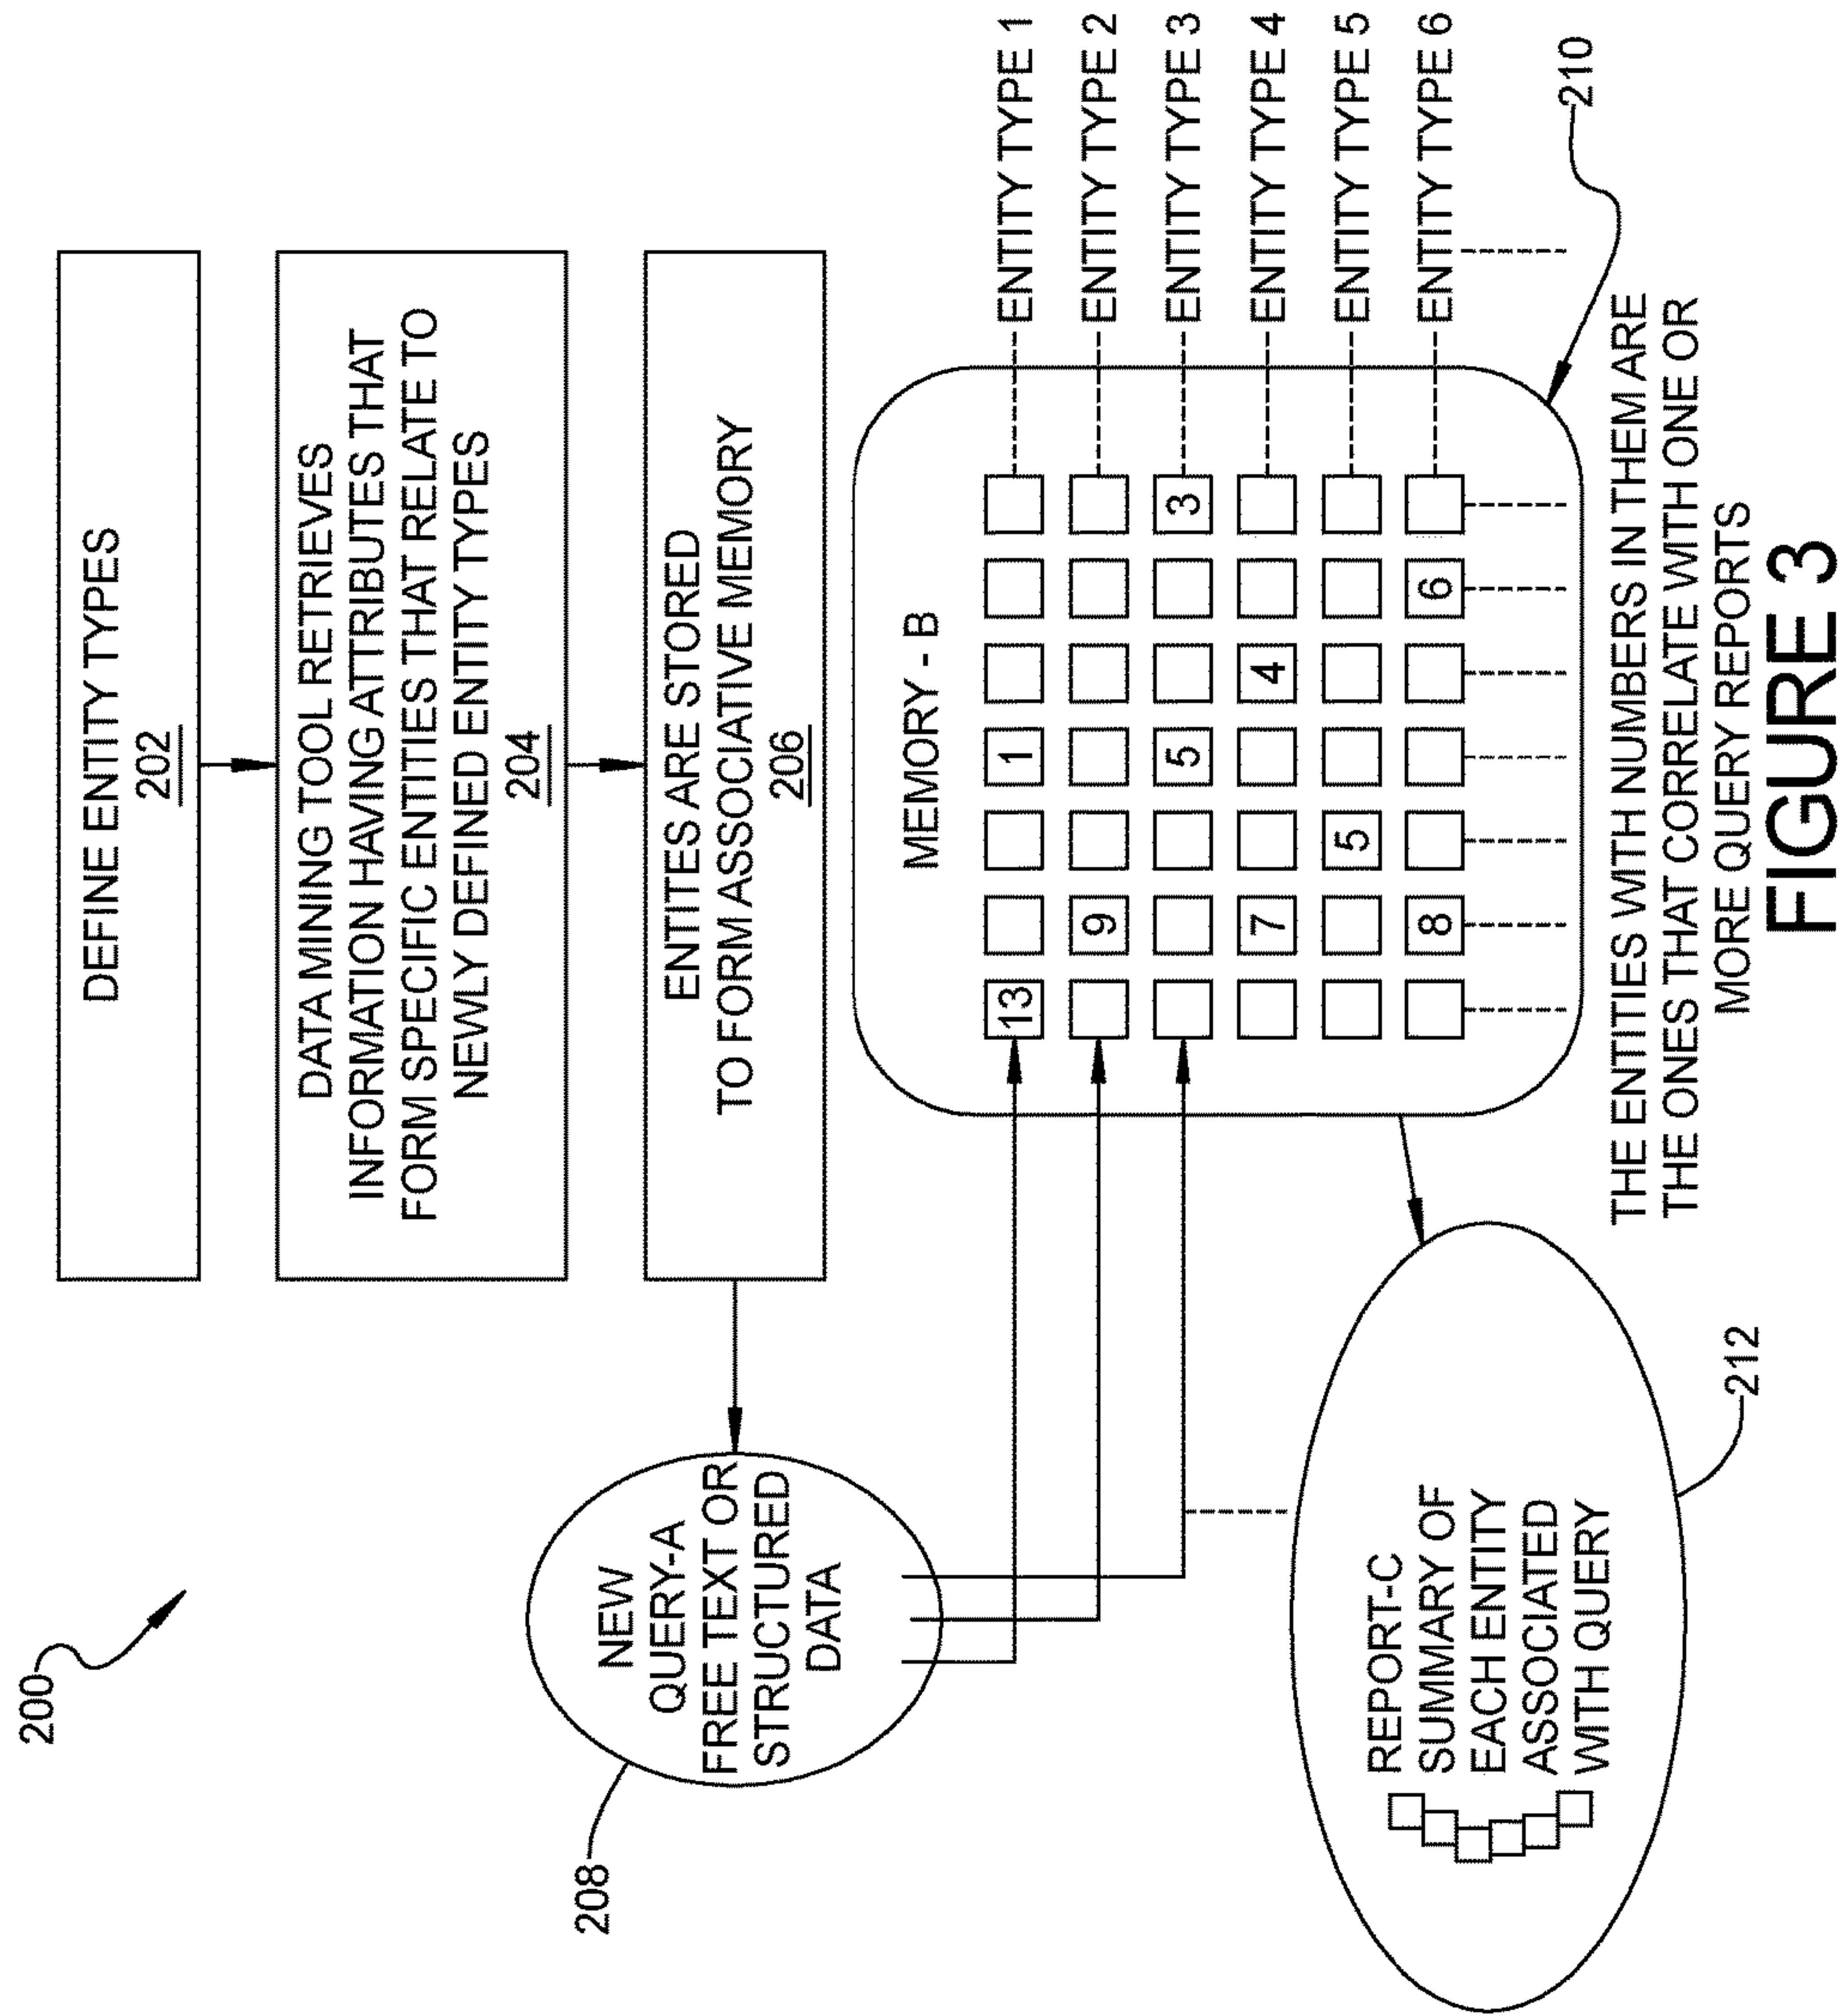 200
DEFINE ENTITY TYPES
202
DATA MINING TOOL RETRIEVES
INFORMATION HAVING ATTRIBUTES THAT
FORM SPECIFIC ENTITIES THAT RELATE TO
NEWLY DEFINED ENTITY TYPES
204
ENTITES ARE STORED
TO FORM ASSOCIATIVE MEMORY
206
208
NEW
QUERY-A
FREE TEXT OR
STRUCTURED
DATA
MEMORY - B
13 1 ENTITY TYPE 1
9 ENTITY TYPE 2
5 3 ENTITY TYPE 3
7 4 ENTITY TYPE 4
5 ENTITY TYPE 5
8 6 ENTITY TYPE 6
210
REPORT-C
SUMMARY OF
EACH ENTITY
ASSOCIATED
WITH QUERY
212
THE ENTITIES WITH NUMBERS IN THEM ARE
THE ONES THAT CORRELATE WITH ONE OR
MORE QUERY REPORTS
FIGURE 3